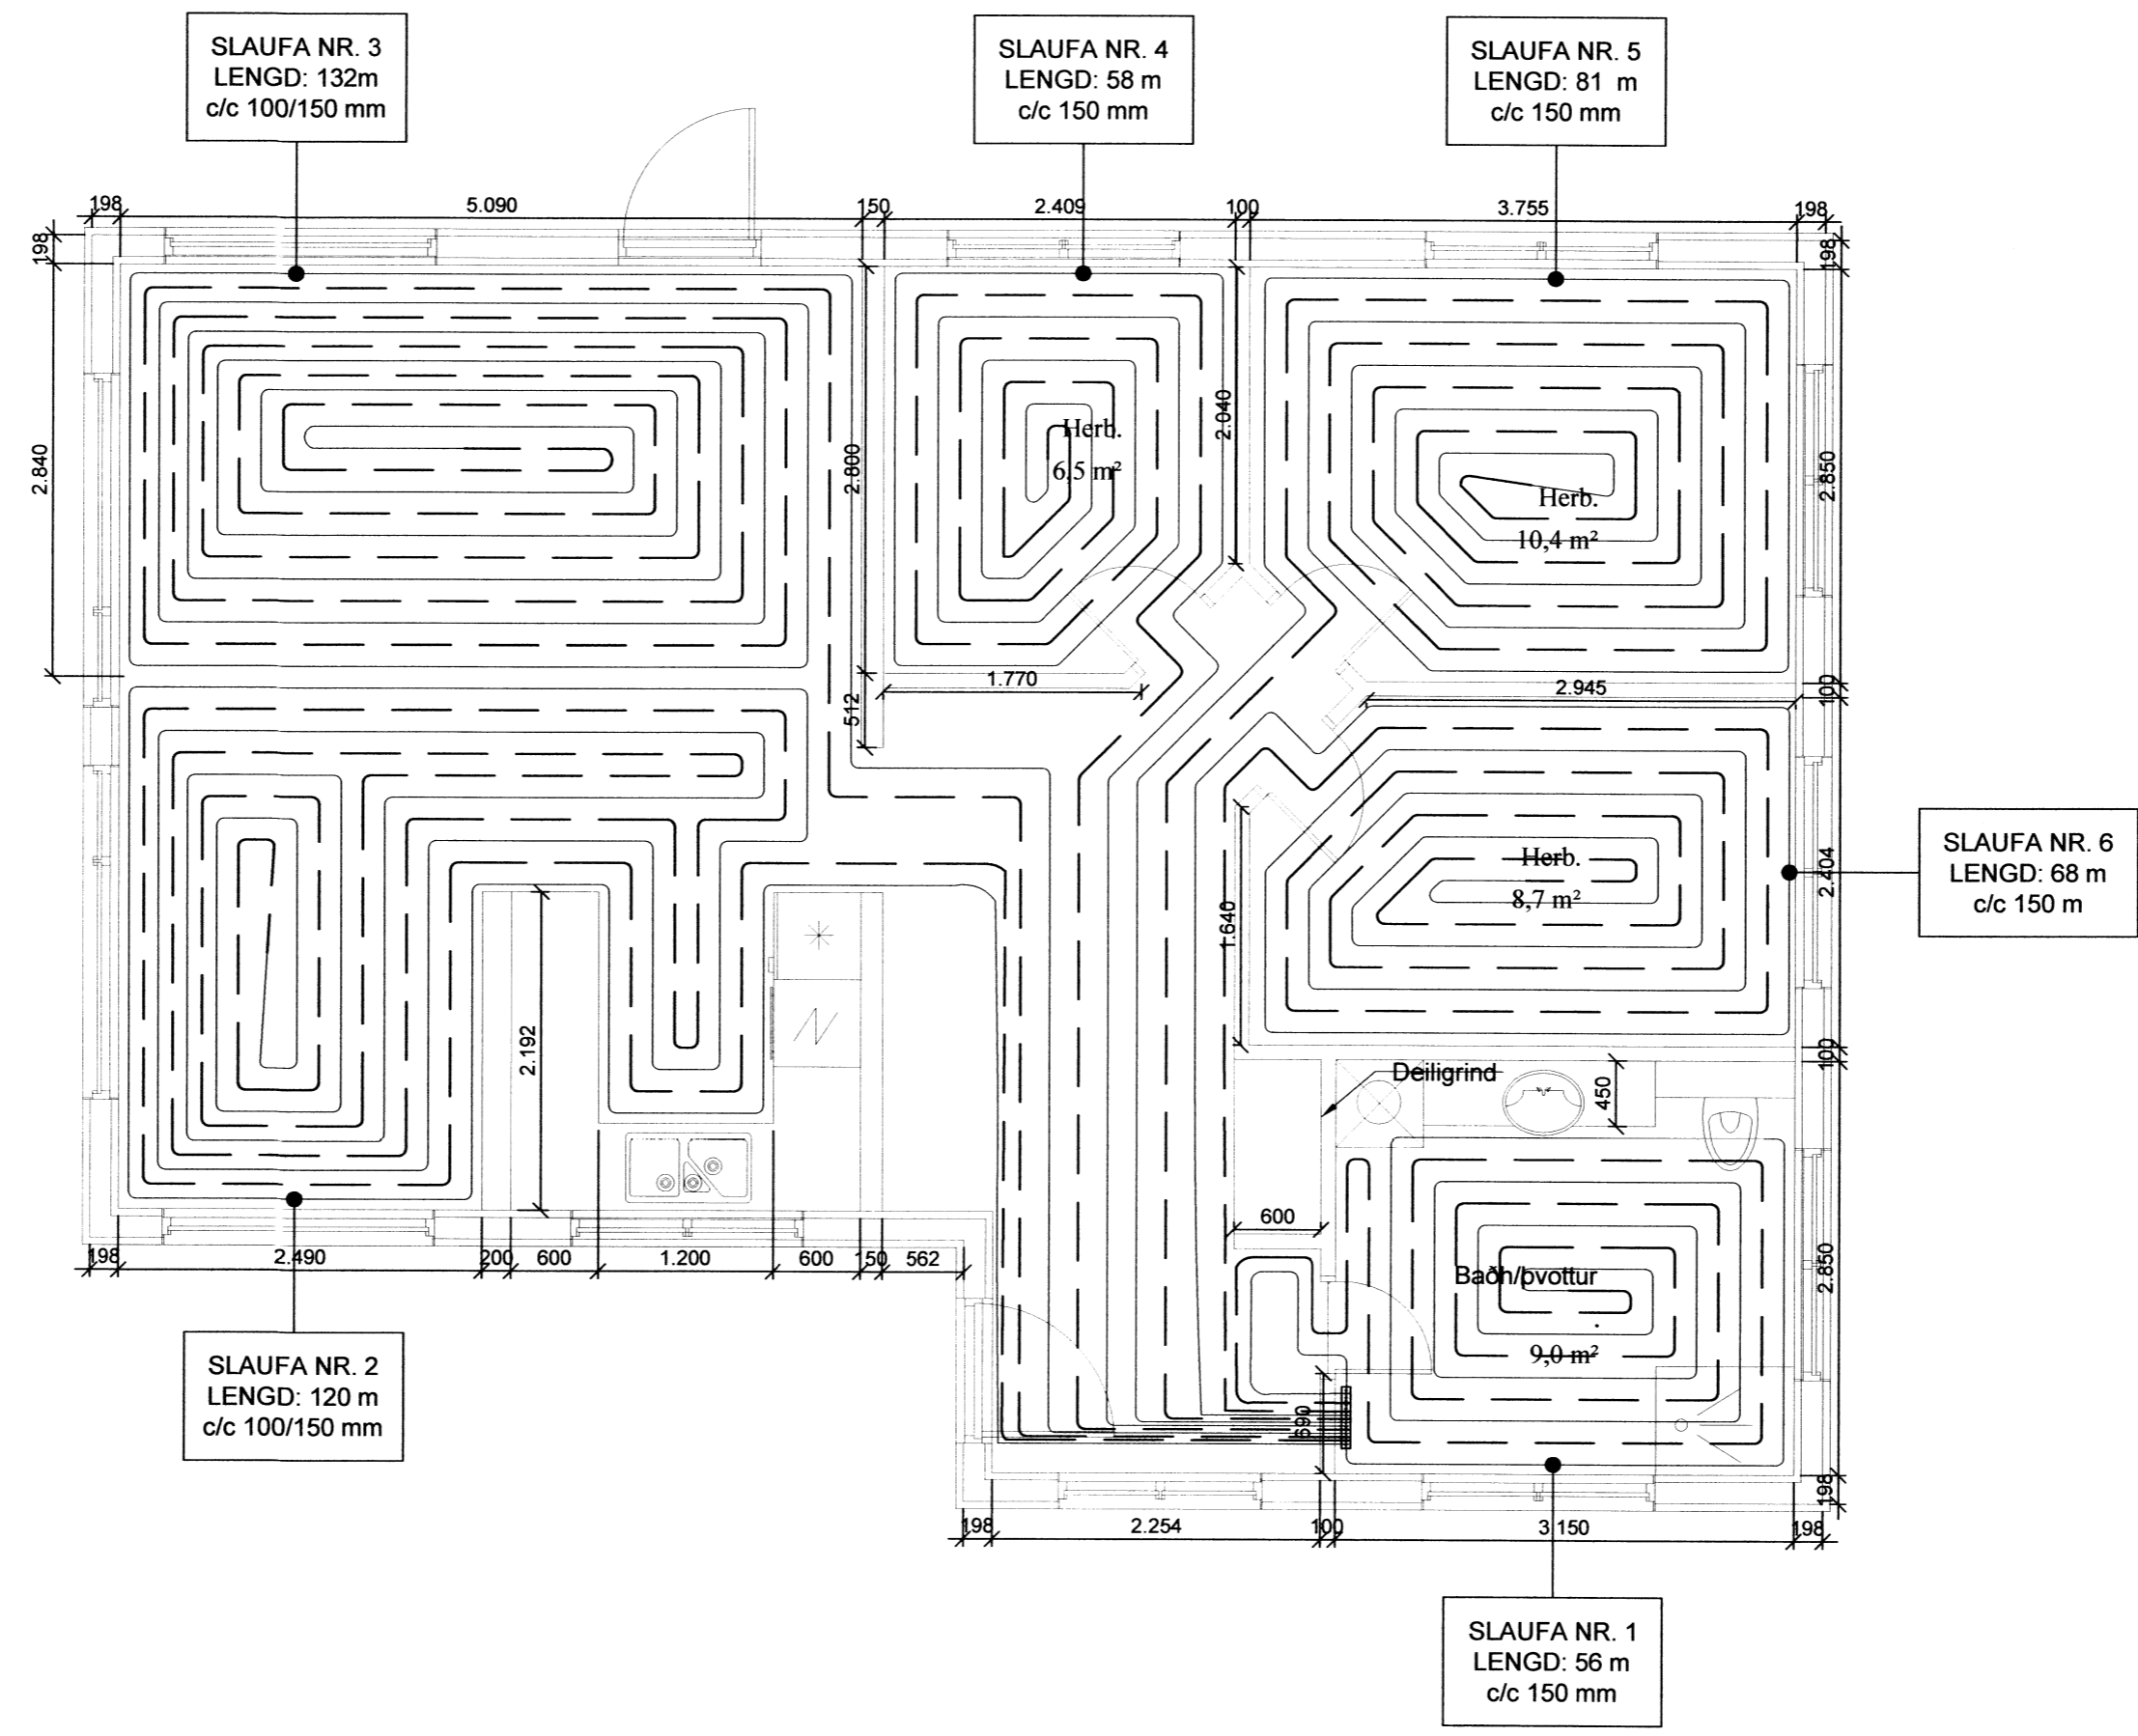 SLAUFA NR. 3
LENGD: 132m
c/c 100/150 mm
SLAUFA NR. 4
LENGD: 58 m
c/c 150 mm
SLAUFA NR. 5
LENGD: 81 m
c/c 150 mm
198
5.090
150
2.409
100
3.755
198
198
198
2.840
2.800
2.040
2.850
Herb.
6,5 m²
Herb.
10,4 m²
1.770
512
2.945
100
Herb.
8,7 m²
1.640
2.404
SLAUFA NR. 6
LENGD: 68 m
c/c 150 m
2.192
100
Deiligrind
450
600
Baðh/þvottur
9,0 m²
2.850
690
198
2.490
200
600
1.200
600
150
562
SLAUFA NR. 2
LENGD: 120 m
c/c 100/150 mm
198
198
2.254
100
3.150
198
SLAUFA NR. 1
LENGD: 56 m
c/c 150 mm